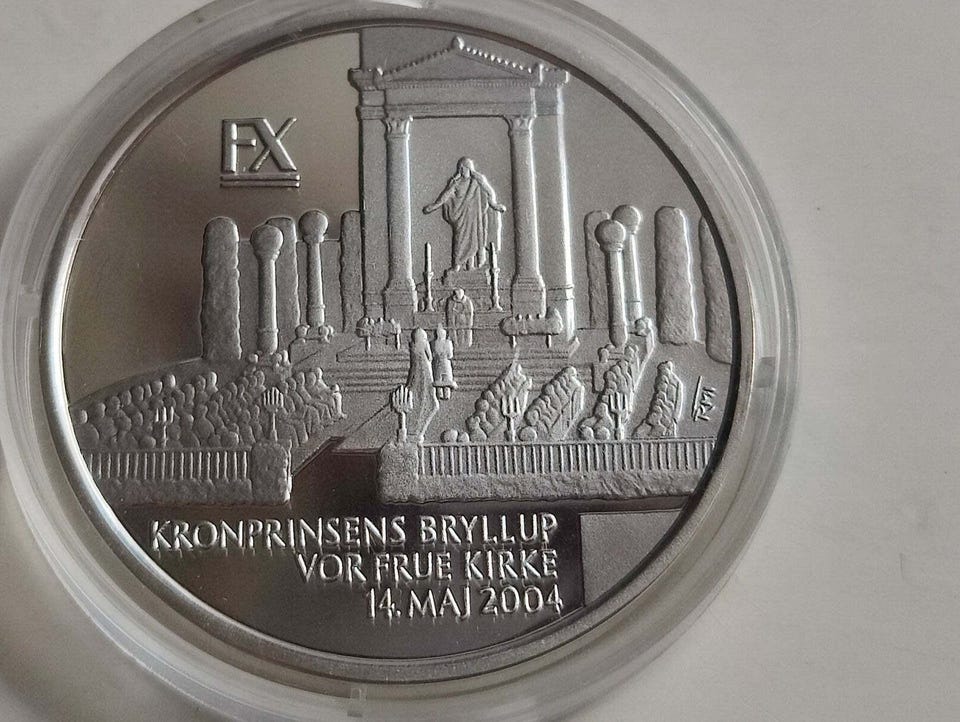 FX
KRONPRINSENS BRYLLUP
VOR FRUE KIRKE
14. MAJ 2004